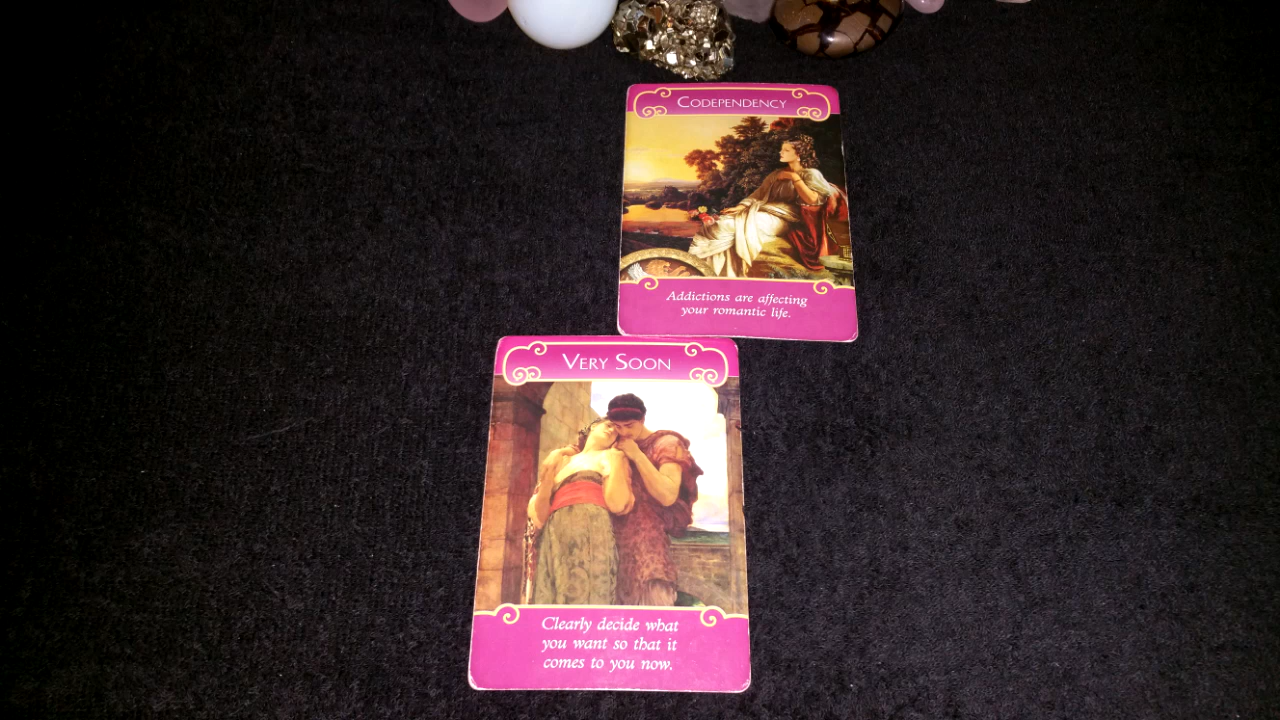 CODEPENDENCY
Addictions are affecting
your romantic life.
VERY SOON
Clearly decide what
you want so that it
comes to you now.